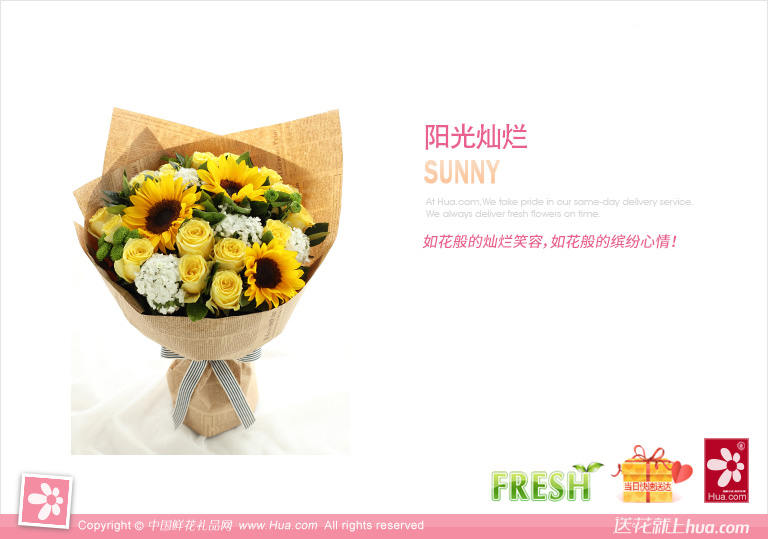 阳光灿烂
SUNNY
At Hua.com,We take pride in our same-day delivery service.
We always deliver fresh flowers on time.
如花般的灿烂笑容，如花般的缤纷心情！
FRESH
当日快速送达
Hua.com
Copyright © 中国鲜花礼品网 www.Hua.com All rights reserved
送花就上hua.com